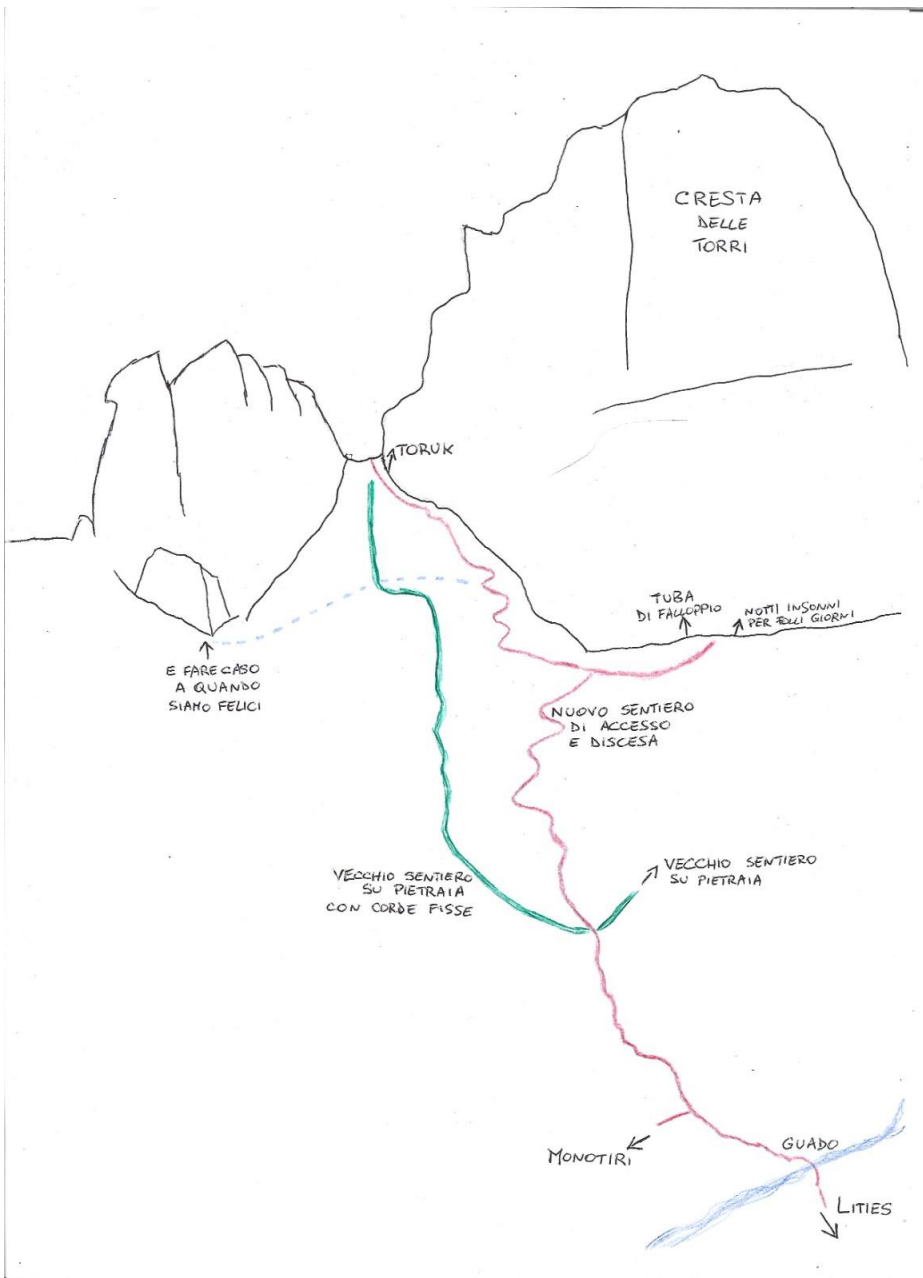 CRESTA
DELLE
TORRI
TORUK
TUBA
DI FALLOPPIO
NOTTI INSONNI
PER FOLLI GIORNI
E FARE CASO
A QUANDO
SIAMO FELICI
NUOVO SENTIERO
DI ACCESSO
E DISCESA
VECCHIO SENTIERO
SU PIETRAIA
CON CORDE FISSE
VECCHIO SENTIERO
SU PIETRAIA
GUADO
MONOTIRI
LITIES